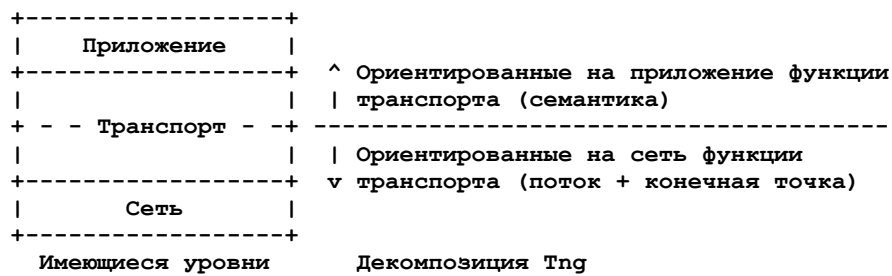 Приложение
^ Ориентированные на приложение функции
| транспорта (семантика)
Транспорт
| Ориентированные на сеть функции
v транспорта (поток + конечная точка)
Сеть
Имеющиеся уровни Декомпозиция Tng